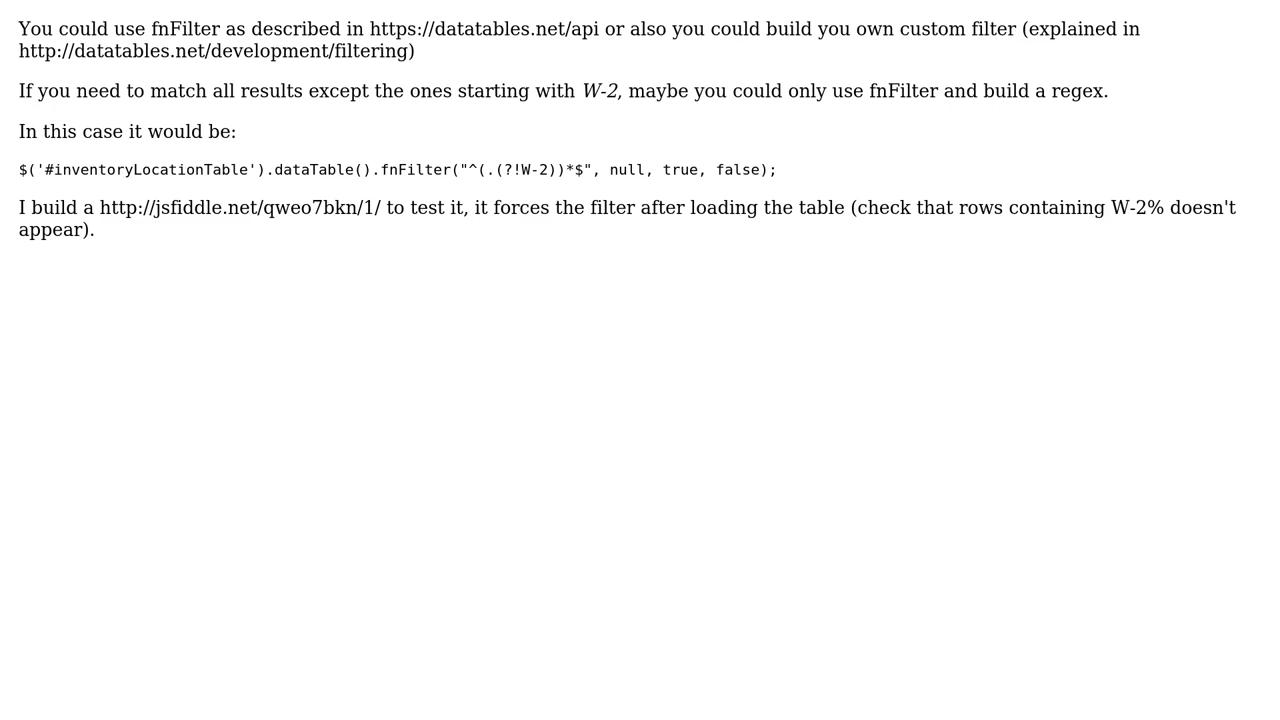 You could use fnFilter as described in https://datatables.net/api or also you could build you own custom filter (explained in
http://datatables.net/development/filtering)
If you need to match all results except the ones starting with W-2, maybe you could only use fnFilter and build a regex.
In this case it would be:
$('#inventoryLocationTable').dataTable().fnFilter("^(.(?!W-2))*$", null, true, false);
I build a http://jsfiddle.net/qweo7bkn/1/ to test it, it forces the filter after loading the table (check that rows containing W-2% doesn't
appear).